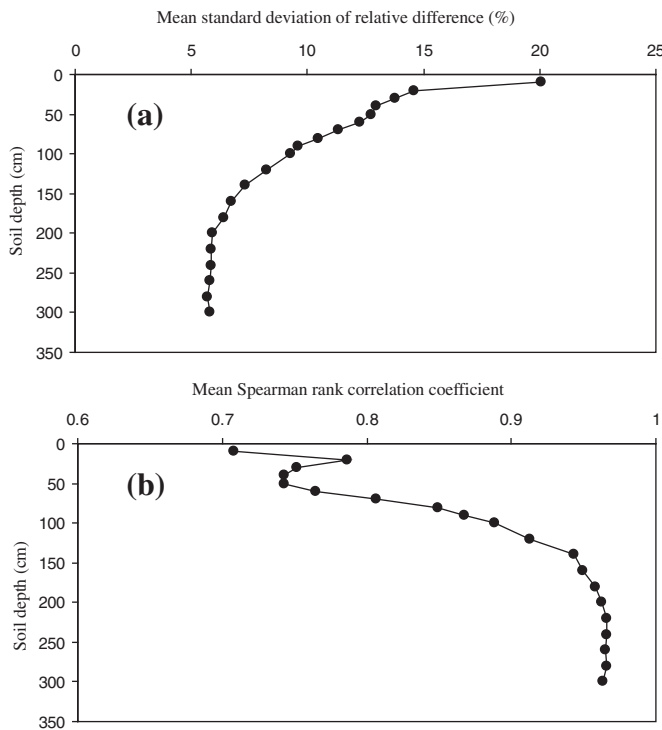 Mean standard deviation of relative difference (%)
0 5 10 15 20 25
0
50
100
150
200
250
300
350
Soil depth (cm)
(a)
Mean Spearman rank correlation coefficient
0.6 0.7 0.8 0.9 1
0
50
100
150
200
250
300
350
Soil depth (cm)
(b)